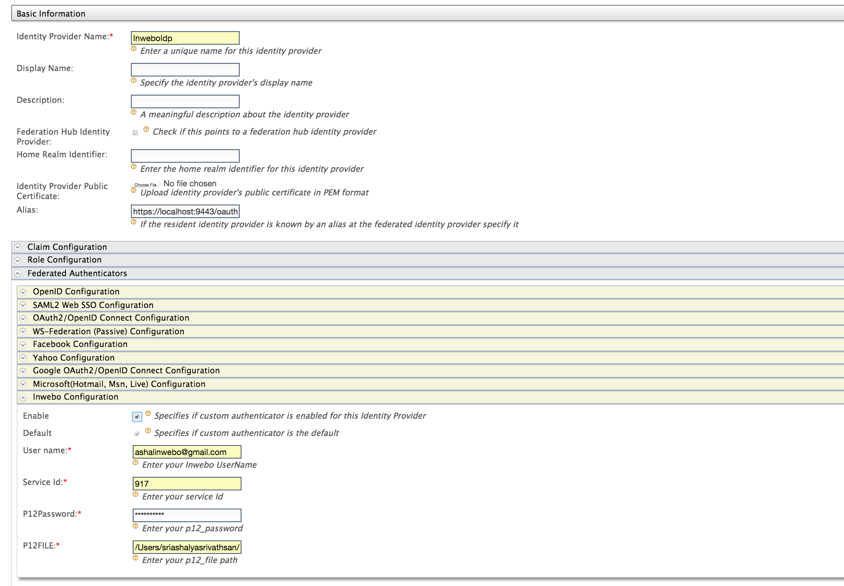 Basic Information
Identity Provider Name:*
InweboIdp
Enter a unique name for this identity provider
Display Name:
Specify the identity provider's display name
Description:
A meaningful description about the identity provider
Federation Hub Identity
Provider:
Check if this points to a federation hub identity provider
Home Realm Identifier:
Enter the home realm identifier for this identity provider
Identity Provider Public
Certificate:
Choose File No file chosen
Upload identity provider's public certificate in PEM format
Alias:
https://localhost:9443/oauth
If the resident identity provider is known by an alias at the federated identity provider specify it
Claim Configuration
Role Configuration
Federated Authenticators
OpenID Configuration
SAML2 Web SSO Configuration
OAuth2/OpenID Connect Configuration
WS-Federation (Passive) Configuration
Facebook Configuration
Yahoo Configuration
Google OAuth2/OpenID Connect Configuration
Microsoft(Hotmail, Msn, Live) Configuration
Inwebo Configuration
Enable
Specifies if custom authenticator is enabled for this Identity Provider
Default
Specifies if custom authenticator is the default
User name:*
ashalinwebo@gmail.com
Enter your Inwebo UserName
Service Id:*
917
Enter your service Id
P12Password:*
**********
Enter your p12_password
P12FILE:*
/Users/sriashalyasrivathsan/
Enter your p12_file path